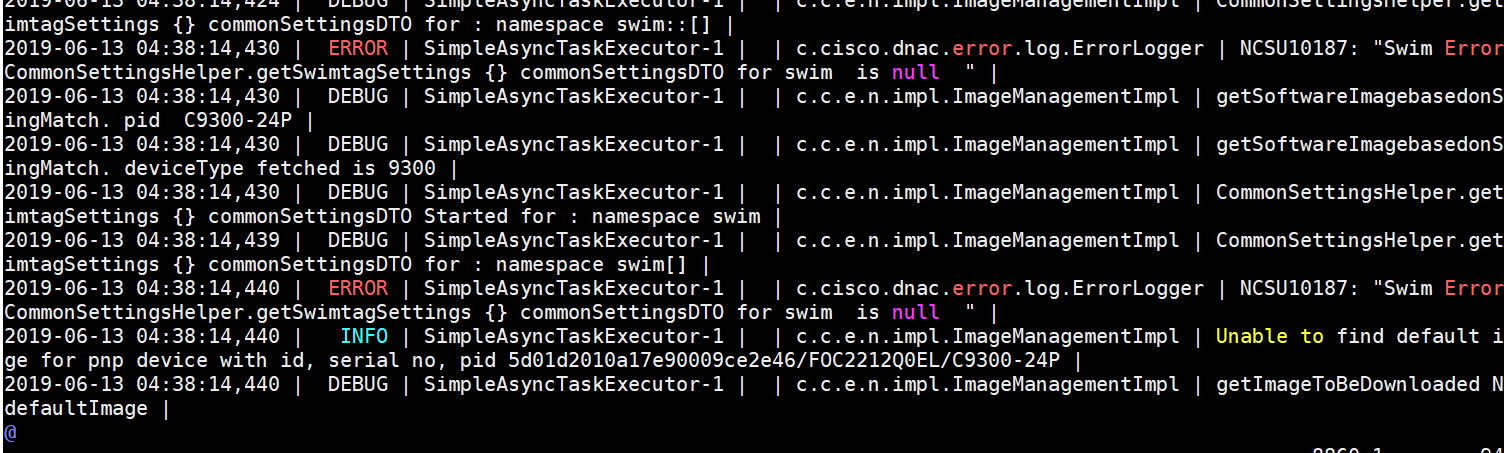 2019-06-13 04:38:14,424 |  DEBUG | SimpleAsyncTaskExecutor-1 |  | c.c.e.n.impl.ImageManagementImpl | CommonSettingsHelper.get
imtagSettings {} commonSettingsDTO for : namespace swim::[] |
2019-06-13 04:38:14,430 |  ERROR | SimpleAsyncTaskExecutor-1 |  | c.cisco.dnac.error.log.ErrorLogger | NCSU10187: "Swim Error
CommonSettingsHelper.getSwimtagSettings {} commonSettingsDTO for swim  is null  " |
2019-06-13 04:38:14,430 |  DEBUG | SimpleAsyncTaskExecutor-1 |  | c.c.e.n.impl.ImageManagementImpl | getSoftwareImagebasedonS
ingMatch. pid  C9300-24P |
2019-06-13 04:38:14,430 |  DEBUG | SimpleAsyncTaskExecutor-1 |  | c.c.e.n.impl.ImageManagementImpl | getSoftwareImagebasedonS
ingMatch. deviceType fetched is 9300 |
2019-06-13 04:38:14,430 |  DEBUG | SimpleAsyncTaskExecutor-1 |  | c.c.e.n.impl.ImageManagementImpl | CommonSettingsHelper.get
imtagSettings {} commonSettingsDTO Started for : namespace swim |
2019-06-13 04:38:14,439 |  DEBUG | SimpleAsyncTaskExecutor-1 |  | c.c.e.n.impl.ImageManagementImpl | CommonSettingsHelper.get
imtagSettings {} commonSettingsDTO for : namespace swim[] |
2019-06-13 04:38:14,440 |  ERROR | SimpleAsyncTaskExecutor-1 |  | c.cisco.dnac.error.log.ErrorLogger | NCSU10187: "Swim Error
CommonSettingsHelper.getSwimtagSettings {} commonSettingsDTO for swim  is null  " |
2019-06-13 04:38:14,440 |   INFO | SimpleAsyncTaskExecutor-1 |  | c.c.e.n.impl.ImageManagementImpl | Unable to find default i
ge for pnp device with id, serial no, pid 5d01d2010a17e90009ce2e46/FOC2212Q0EL/C9300-24P |
2019-06-13 04:38:14,440 |  DEBUG | SimpleAsyncTaskExecutor-1 |  | c.c.e.n.impl.ImageManagementImpl | getImageToBeDownloaded N
defaultImage |
@